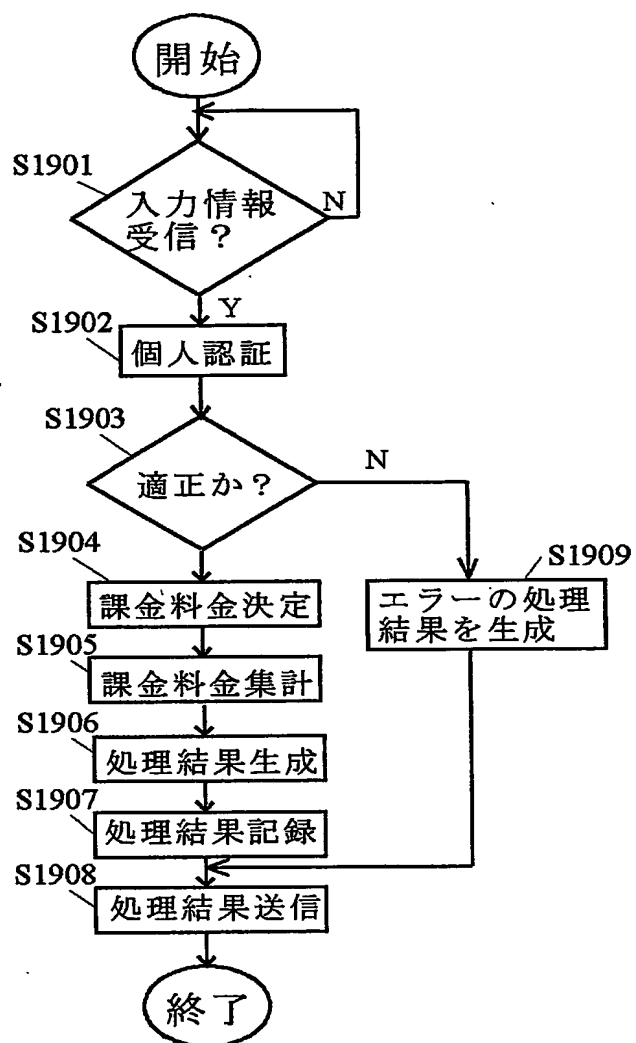 開始
S1901
入力情報
受信？
N
Y
S1902
個人認証
S1903
適正か？
N
S1904
課金料金決定
S1909
エラーの処理
結果を生成
S1905
課金料金集計
S1906
処理結果生成
S1907
処理結果記録
S1908
処理結果送信
終了